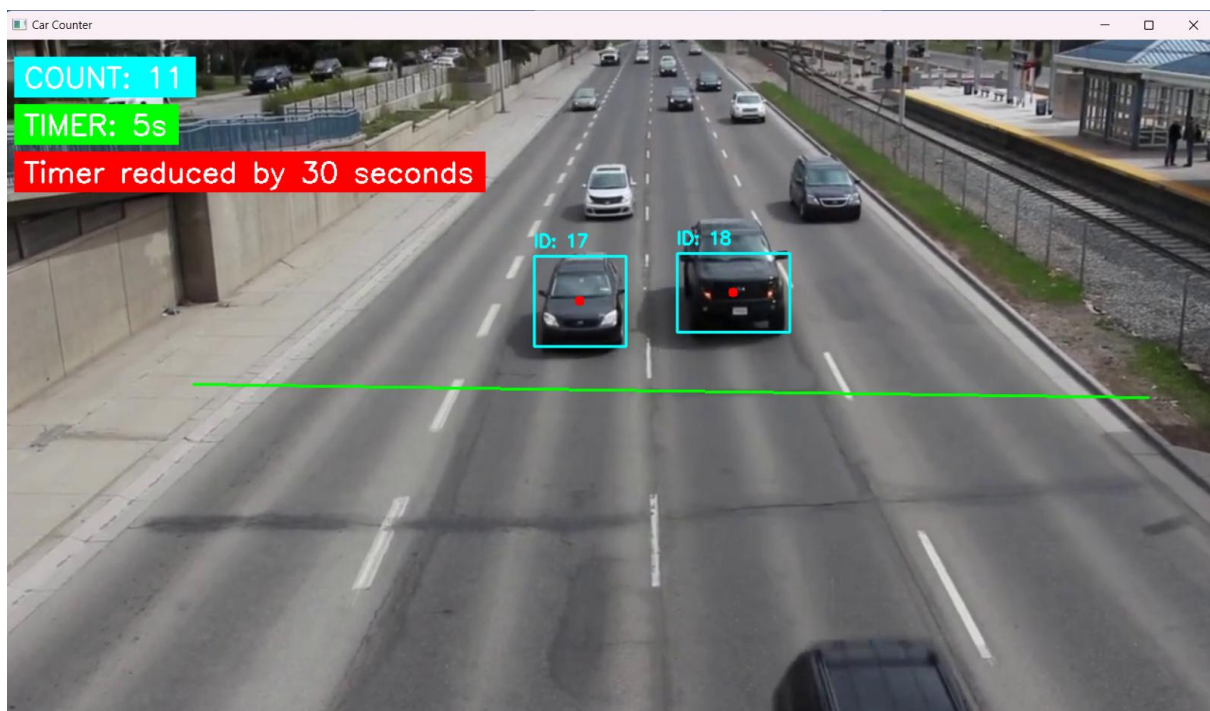 Car Counter
COUNT: 11
TIMER: 5s
Timer reduced by 30 seconds
ID: 17
ID: 18